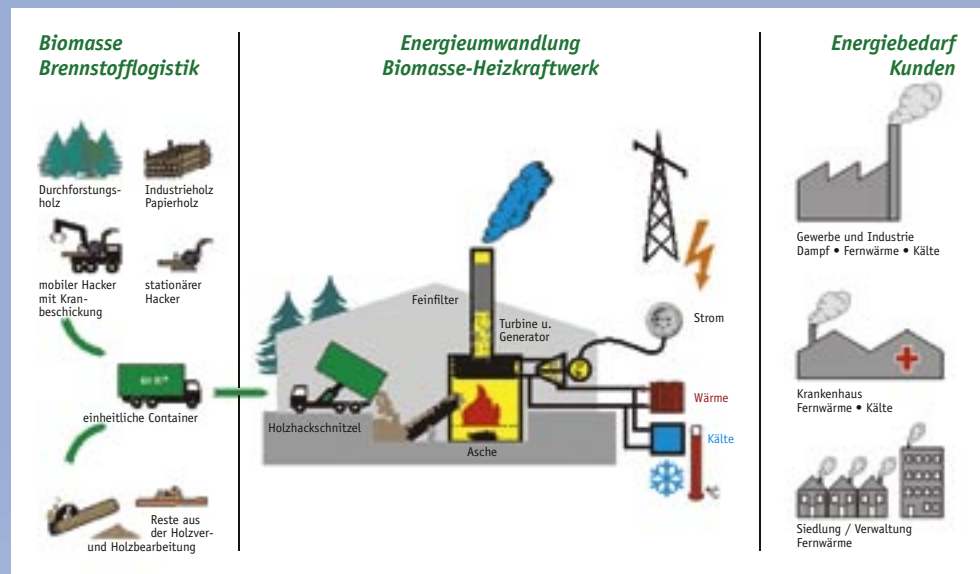 Biomasse
Brennstofflogistik
Durchforstungs-
holz
Industrieholz
Papierholz
mobiler Hacker
mit Kran-
beschickung
stationärer
Hacker
einheitliche Container
Reste aus
der Holzver-
und Holzbearbeitung
Energieumwandlung
Biomasse-Heizkraftwerk
Feinfilter
Turbine u.
Generator
Holzhackschnitzel
Asche
Strom
Wärme
Kälte
°C
Energiebedarf
Kunden
Gewerbe und Industrie
Dampf • Fernwärme • Kälte
Krankenhaus
Fernwärme • Kälte
Siedlung / Verwaltung
Fernwärme